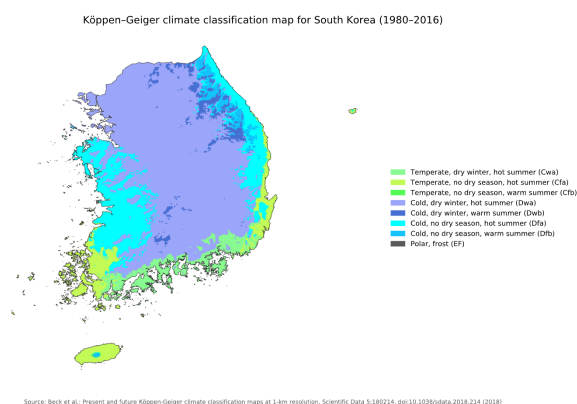 Köppen–Geiger climate classification map for South Korea (1980–2016)
Temperate, dry winter, hot summer (Cwa)
Temperate, no dry season, hot summer (Cfa)
Temperate, no dry season, warm summer (Cfb)
Cold, dry winter, hot summer (Dwa)
Cold, dry winter, warm summer (Dwb)
Cold, no dry season, hot summer (Dfa)
Cold, no dry season, warm summer (Dfb)
Polar, frost (EF)
Source: Beck et al.: Present and future Köppen-Geiger climate classification maps at 1-km resolution, Scientific Data 5:180214, doi:10.1038/sdata.2018.214 (2018)